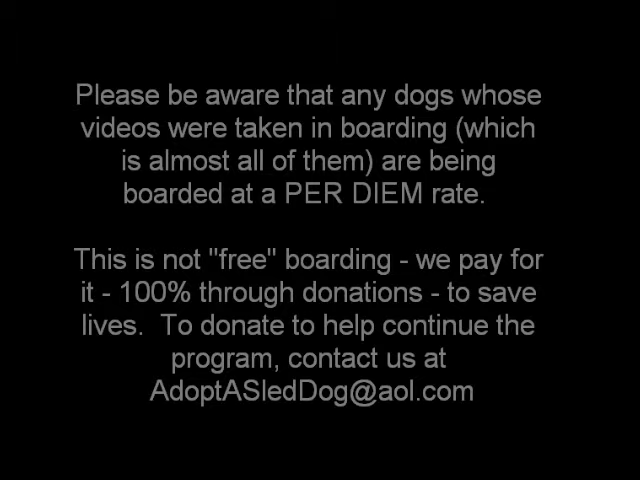 Please be aware that any dogs whose
videos were taken in boarding (which
is almost all of them) are being
boarded at a PER DIEM rate.
This is not "free" boarding - we pay for
it - 100% through donations - to save
lives.  To donate to help continue the
program, contact us at
AdoptASledDog@aol.com